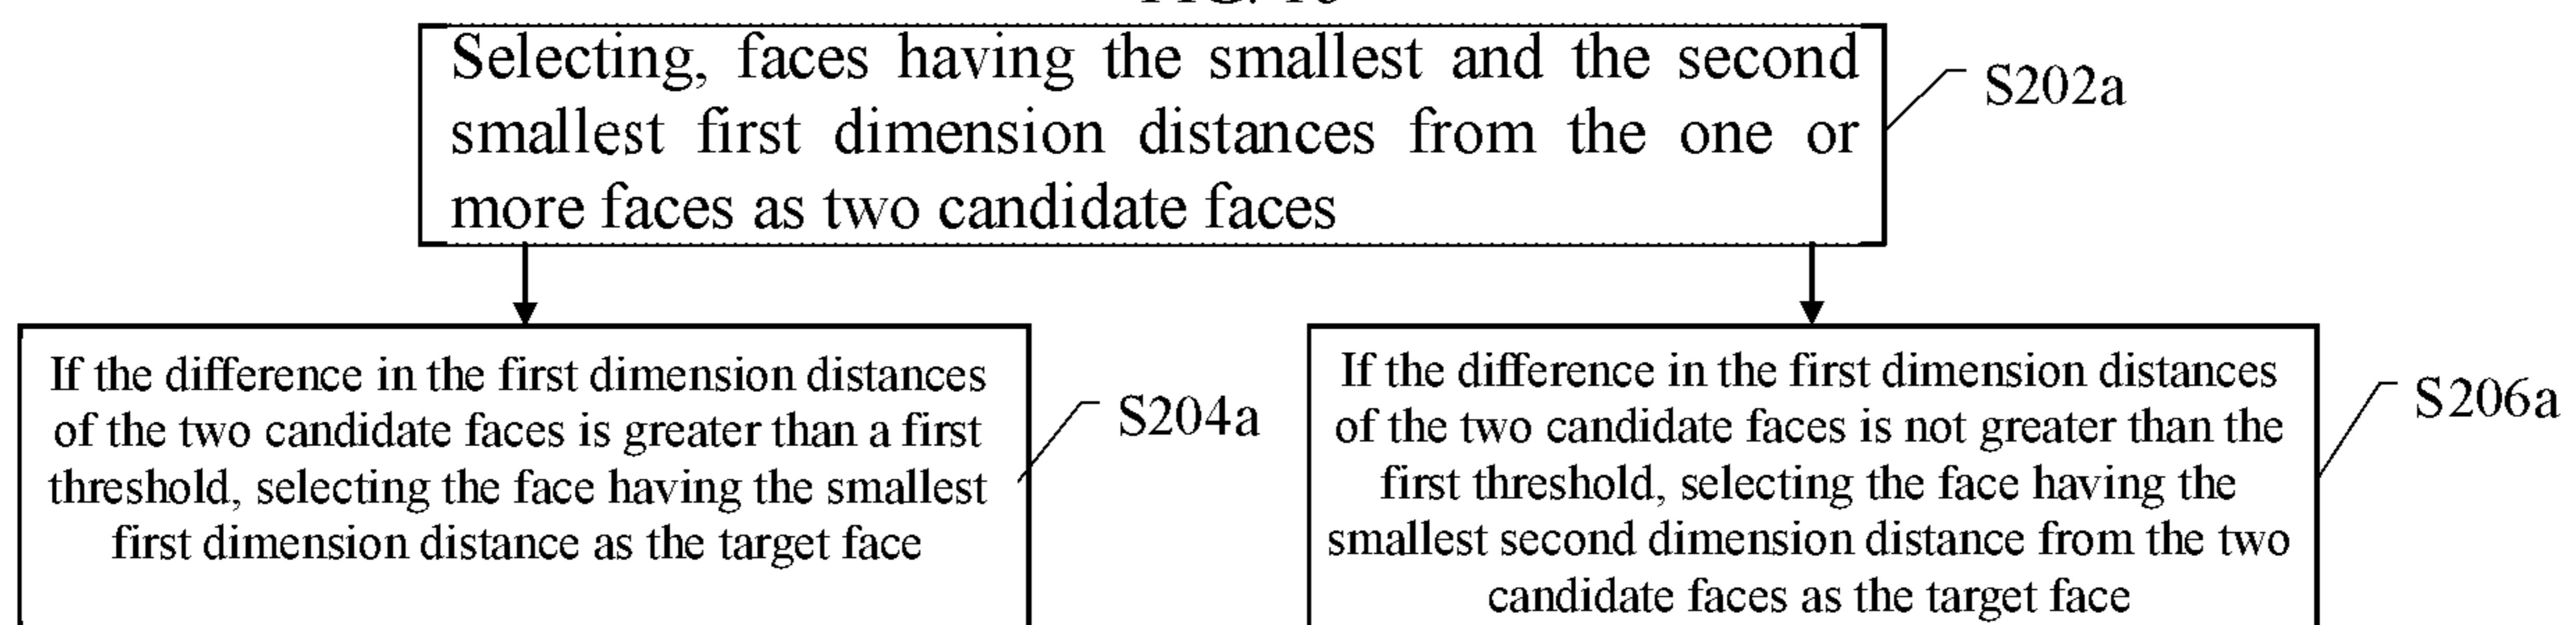 Selecting, faces having the smallest and the second
smallest first dimension distances from the one or
more faces as two candidate faces
S202a
If the difference in the first dimension distances
of the two candidate faces is greater than a first
threshold, selecting the face having the smallest
first dimension distance as the target face
S204a
If the difference in the first dimension distances
of the two candidate faces is not greater than the
first threshold, selecting the face having the
smallest second dimension distance from the two
candidate faces as the target face
S206a